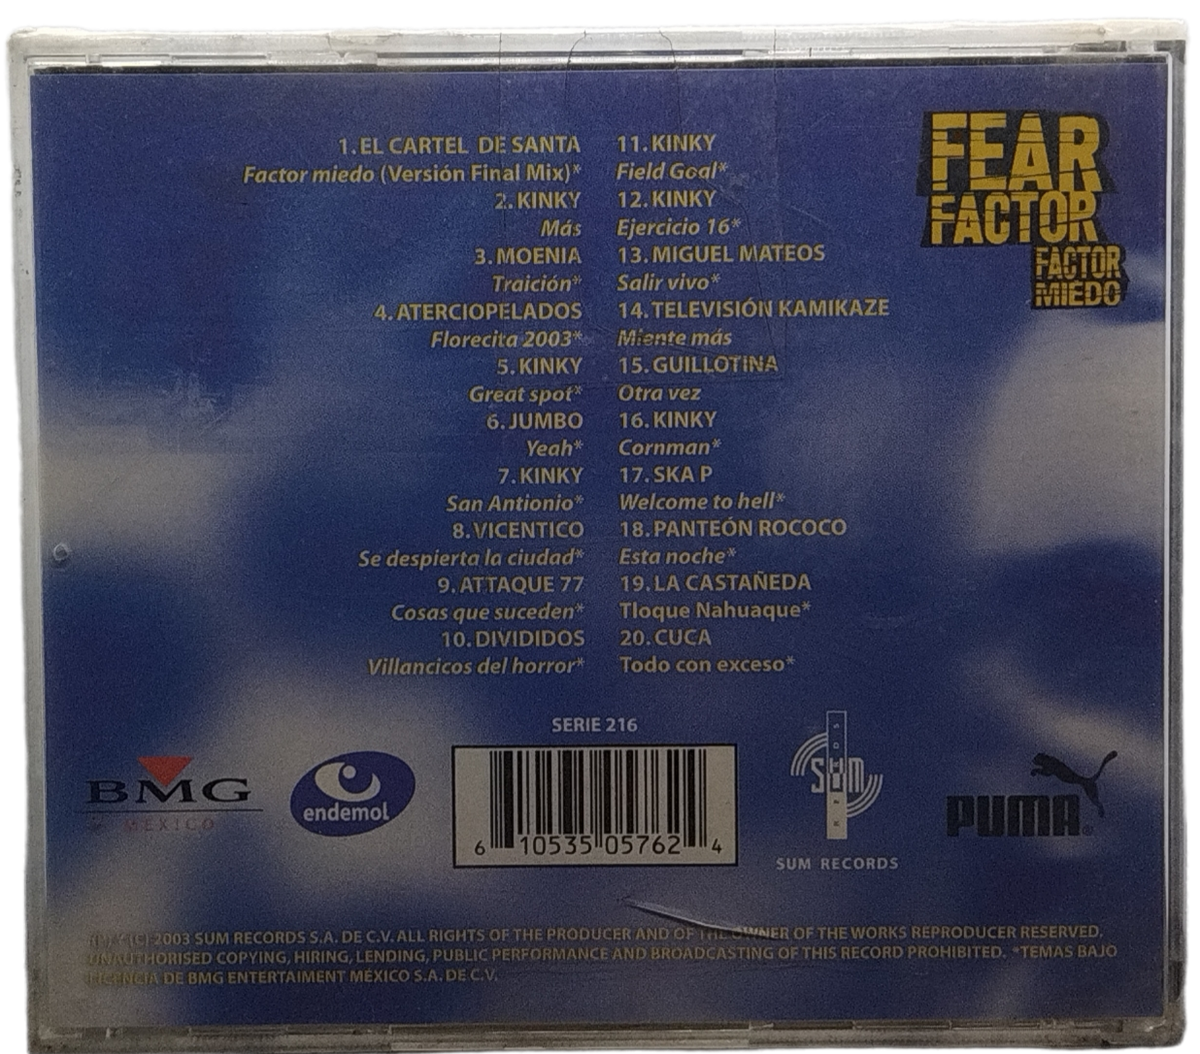 1. EL CARTEL DE SANTA
Factor miedo (Versión Final Mix)*
2. KINKY
Más
3. MOENIA
Traición*
4. ATERCIOPELADOS
Florecita 2003*
5. KINKY
Great spot*
6. JUMBO
Yeah*
7. KINKY
San Antionio*
8. VICENTICO
Se despierta la ciudad*
9. ATTAQUE 77
Cosas que suceden*
10. DIVIDIDOS
Villancicos del horror*
11. KINKY
Field Goal*
12. KINKY
Ejercicio 16*
13. MIGUEL MATEOS
Salir vivo*
14. TELEVISIÓN KAMIKAZE
Miente más
15. GUILLOTINA
Otra vez
16. KINKY
Cornman*
17. SKA P
Welcome to hell*
18. PANTEÓN ROCOCO
Esta noche*
19. LA CASTAÑEDA
Tloque Nahuaque*
20. CUCA
Todo con exceso*
FEAR
FACTOR
FACTOR
MIEDO
SERIE 216
BMG
MEXICO
endemol
6 10535 05762 4
SUM
RECORDS
SUM RECORDS
PUMA®
(P) Y (C) 2003 SUM RECORDS S.A. DE C.V. ALL RIGHTS OF THE PRODUCER AND OF THE OWNER OF THE WORKS REPRODUCER RESERVED.
UNAUTHORISED COPYING, HIRING, LENDING, PUBLIC PERFORMANCE AND BROADCASTING OF THIS RECORD PROHIBITED. *TEMAS BAJO
LICENCIA DE BMG ENTERTAIMENT MÉXICO S.A. DE C.V.